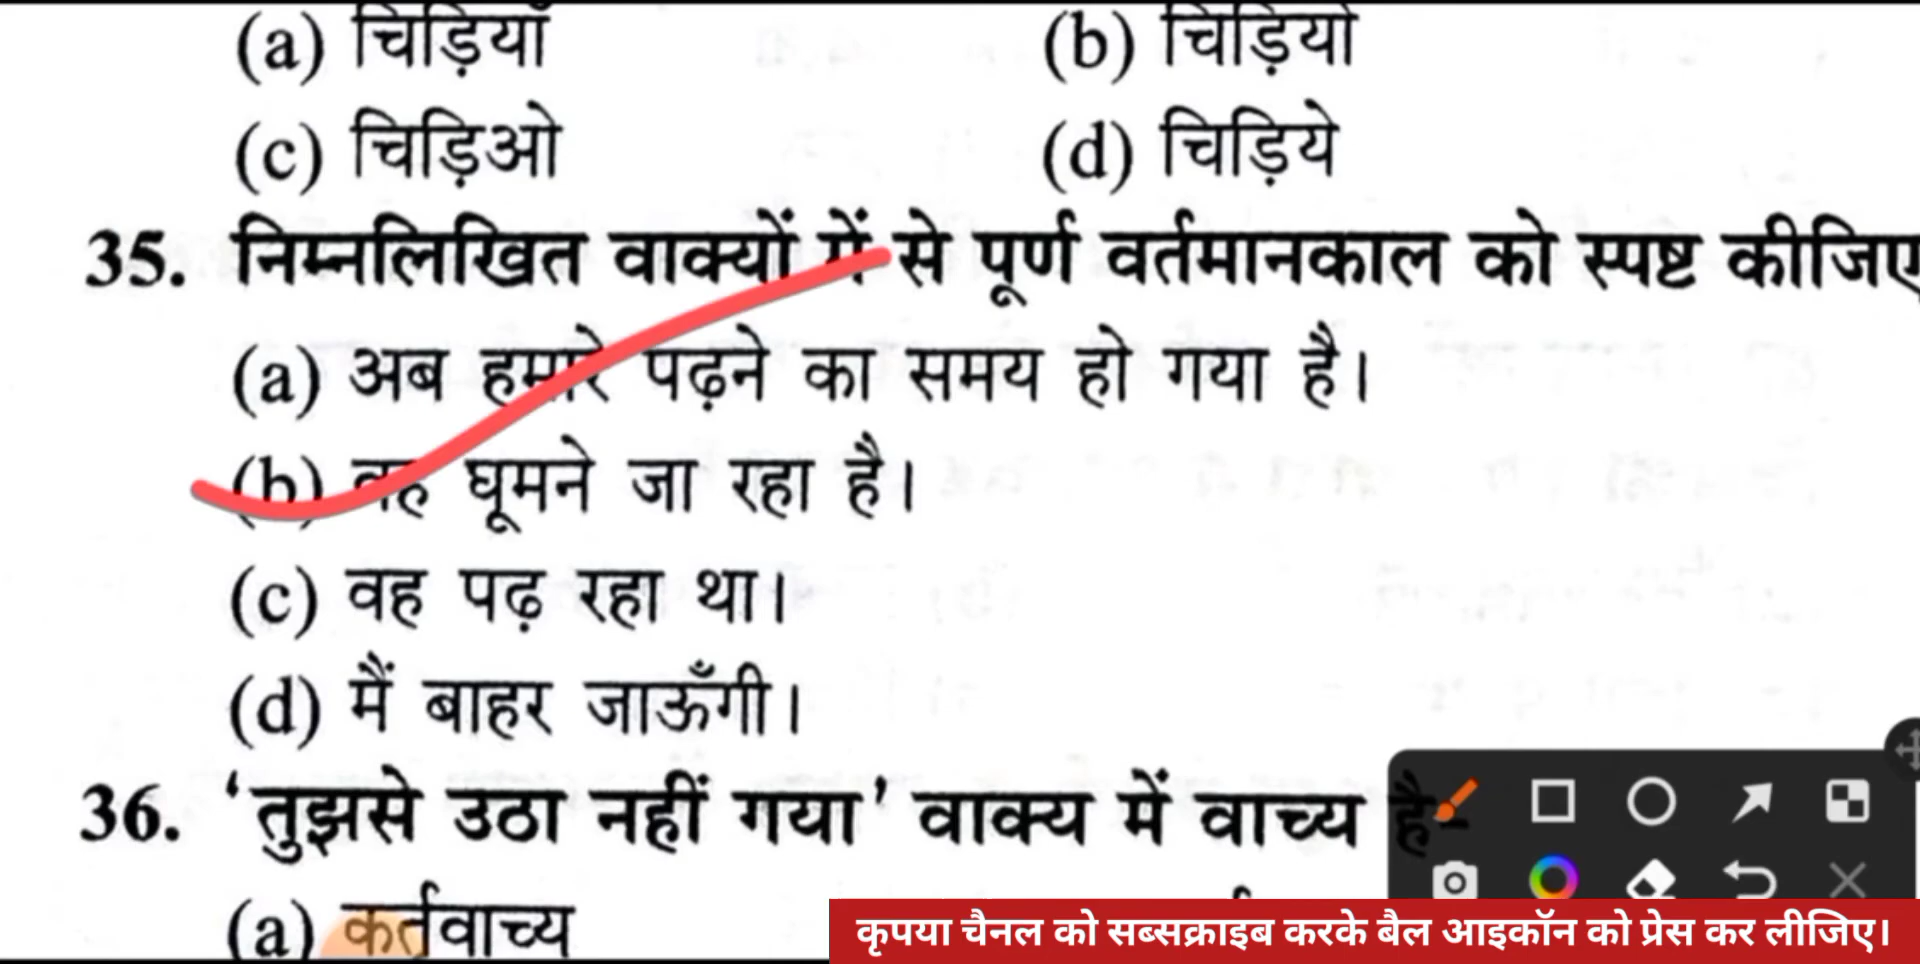 (a) चिड़ियाँ (b) चिड़ियो
(c) चिड़िओ (d) चिड़िये
35. निम्नलिखित वाक्यों में से पूर्ण वर्तमानकाल को स्पष्ट कीजिए
(a) अब हमारे पढ़ने का समय हो गया है।
(b) वह घूमने जा रहा है।
(c) वह पढ़ रहा था।
(d) मैं बाहर जाऊँगी।
36. ‘तुझसे उठा नहीं गया’ वाक्य में वाच्य है-
(a) कर्तवाच्य
कृपया चैनल को सब्सक्राइब करके बैल आइकॉन को प्रेस कर लीजिए।